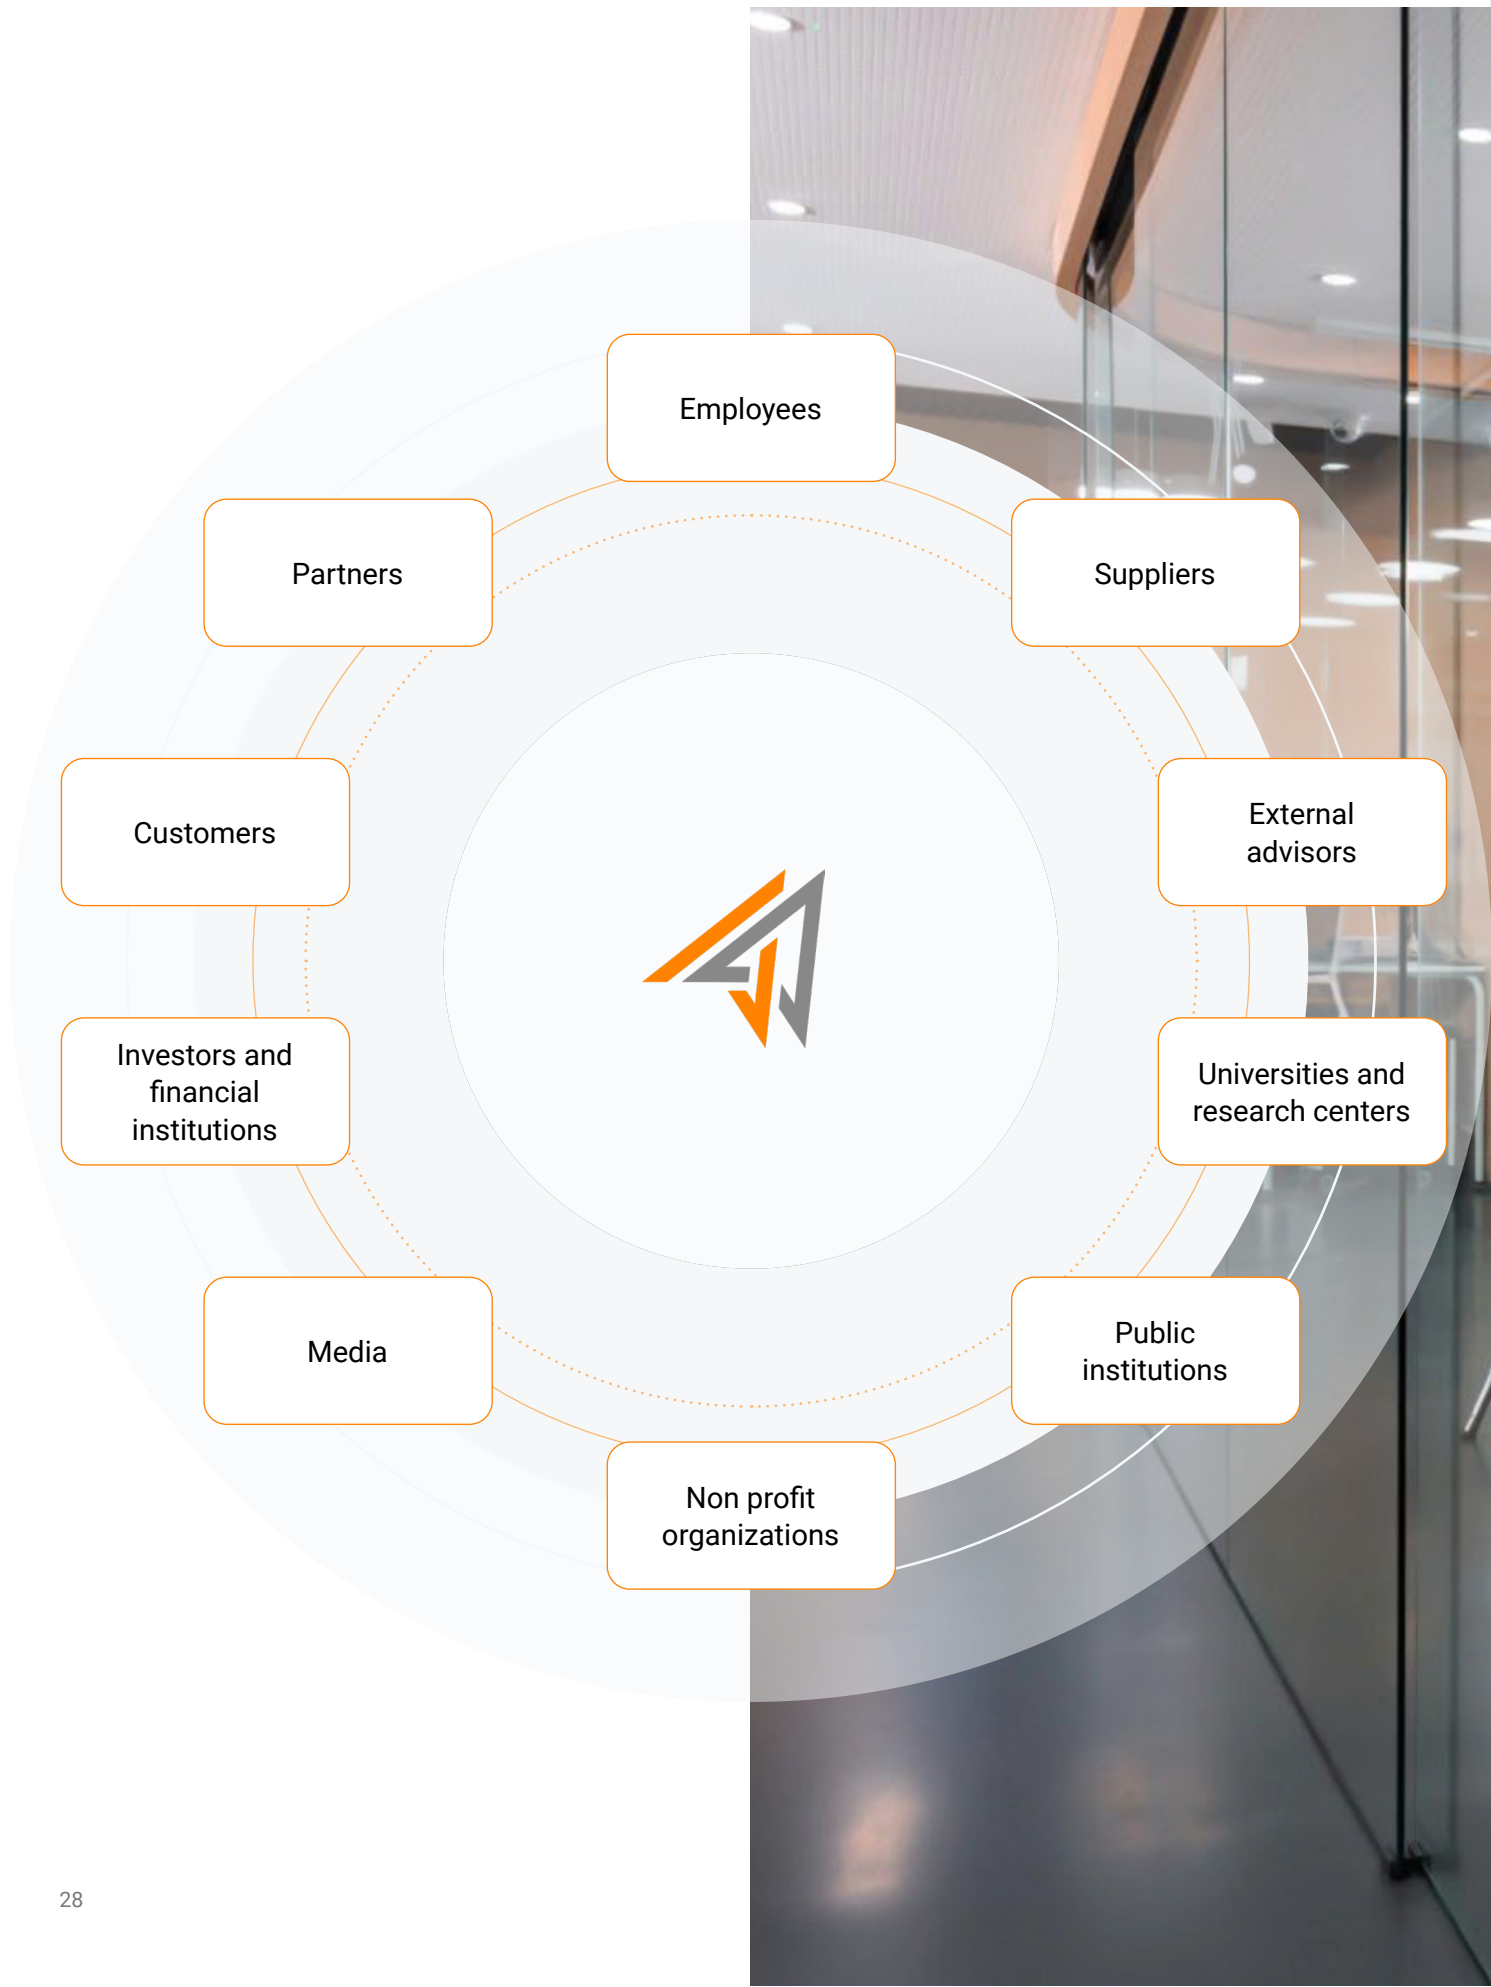 Employees
Partners
Suppliers
Customers
External
advisors
Investors and
financial
institutions
Universities and
research centers
Media
Public
institutions
Non profit
organizations
28